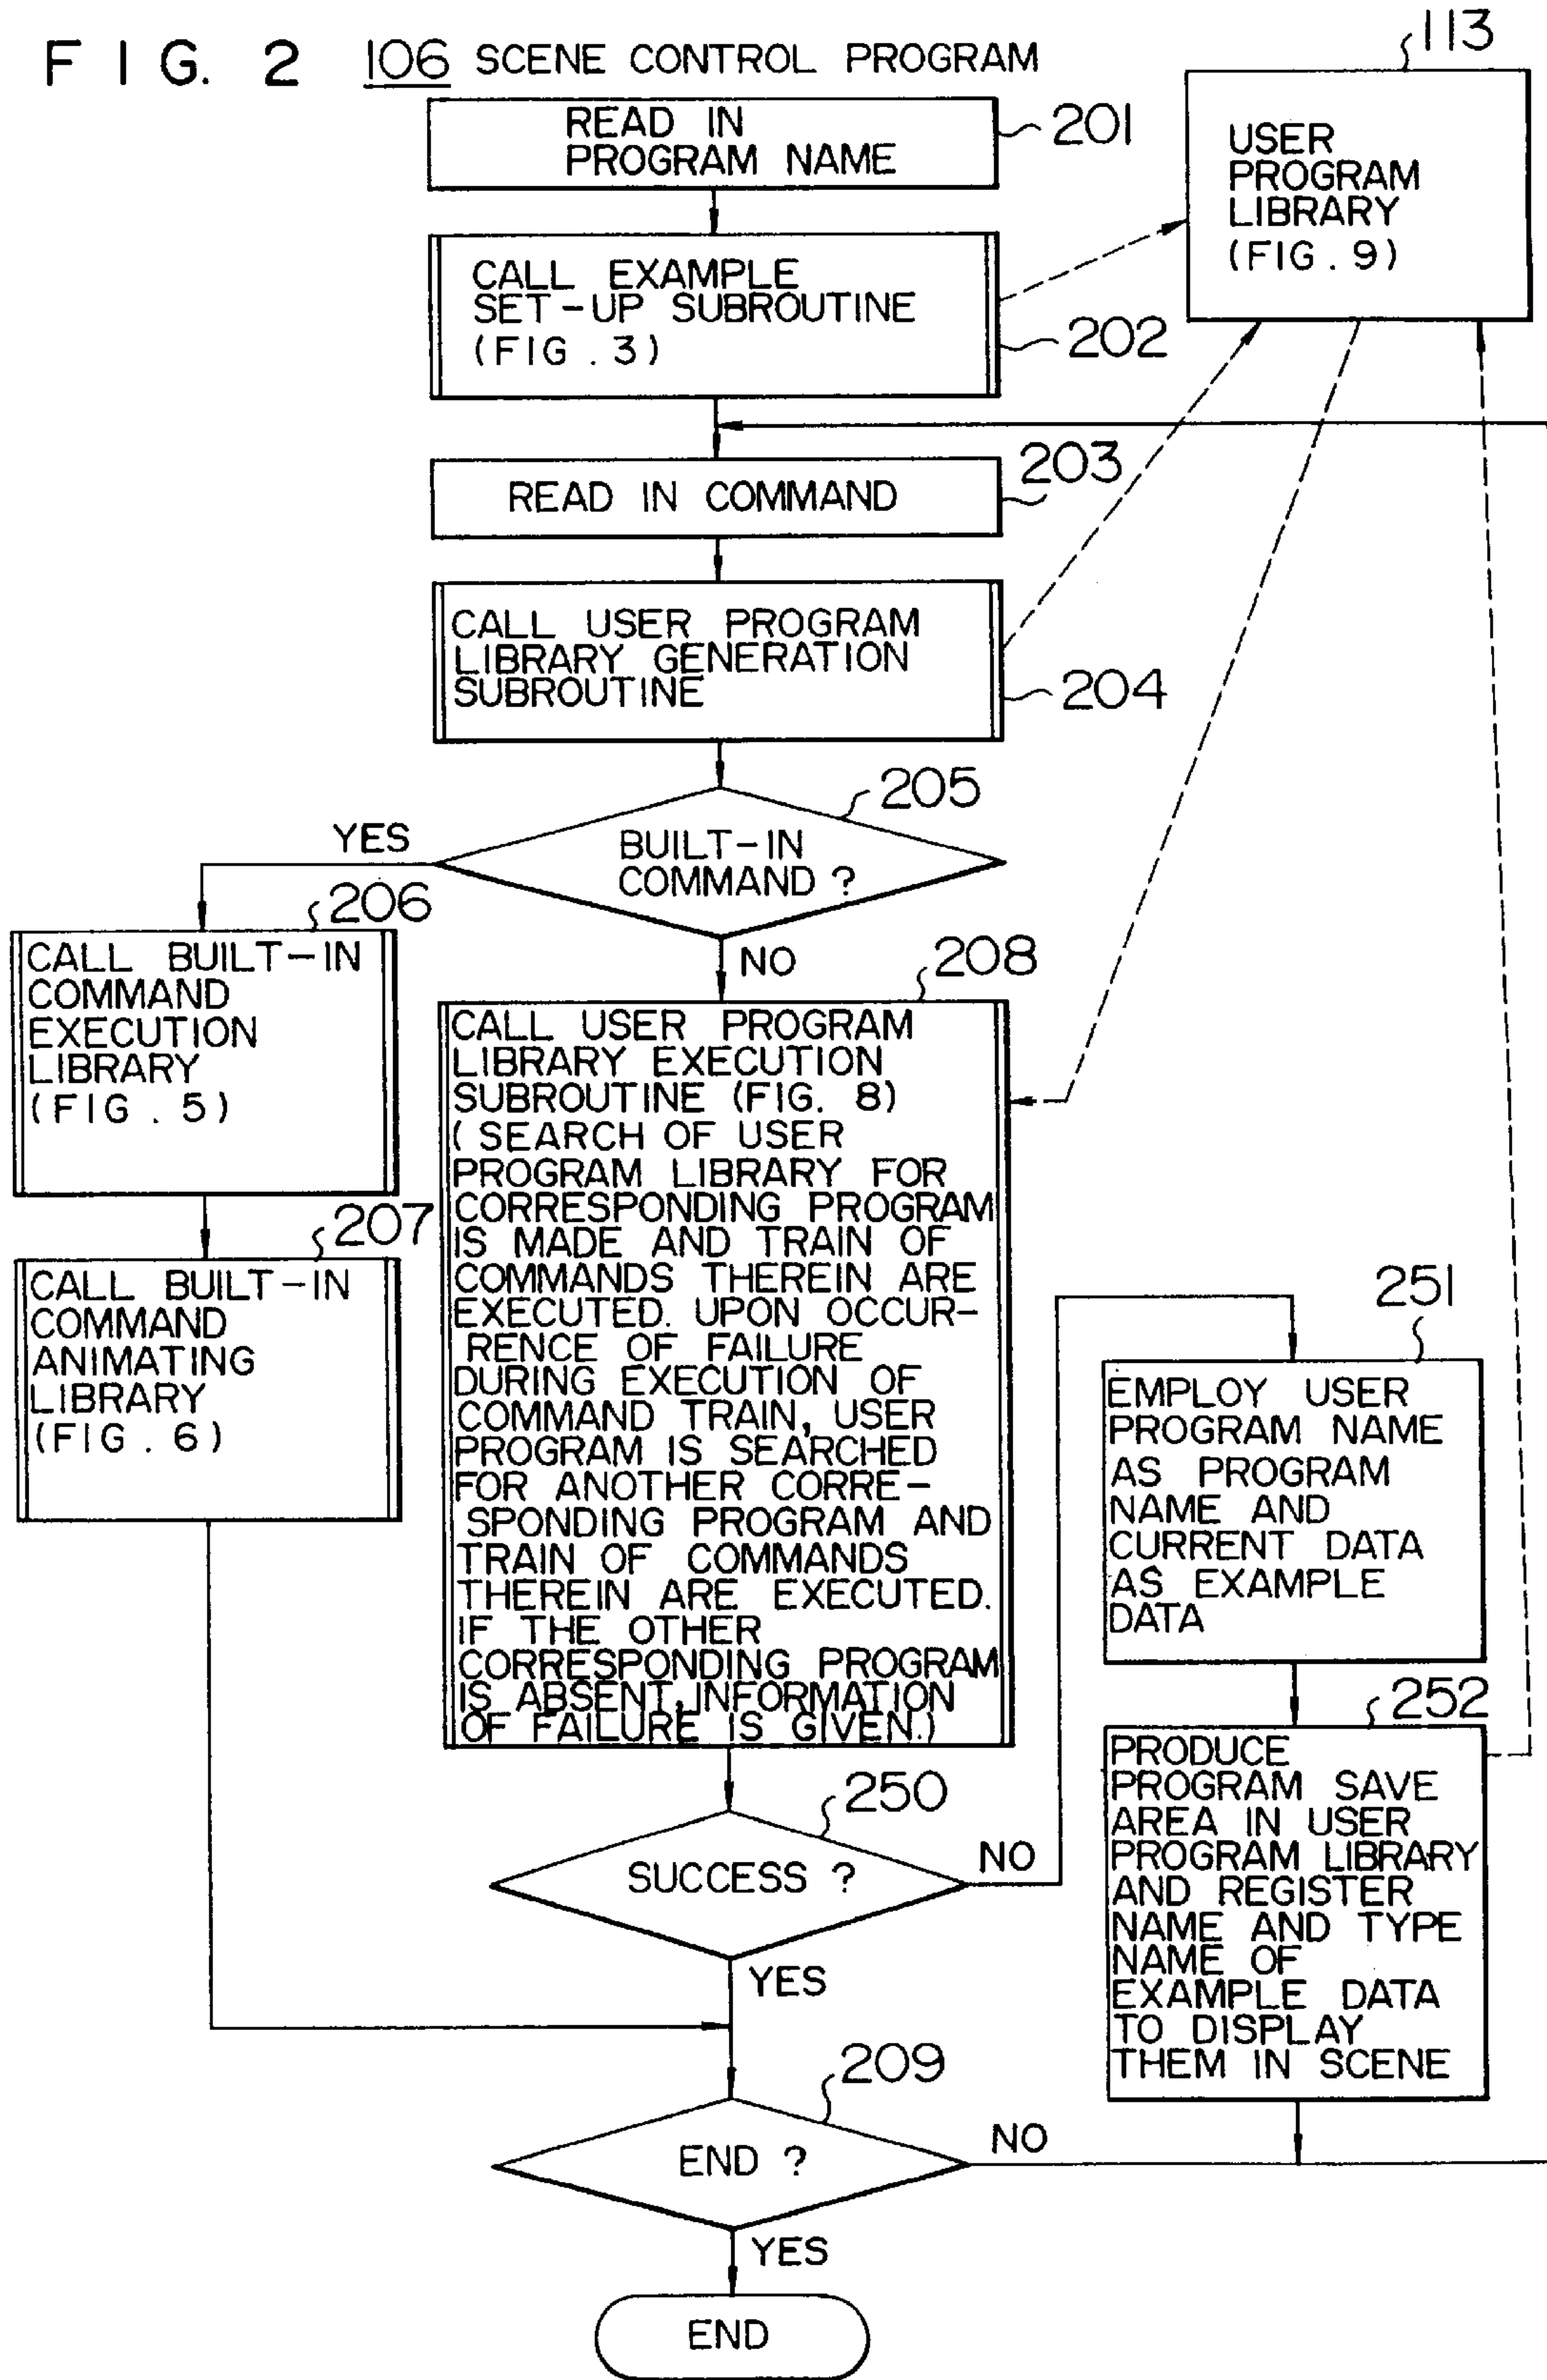 FIG. 2 106 SCENE CONTROL PROGRAM
READ IN
PROGRAM NAME
201
113
USER
PROGRAM
LIBRARY
(FIG. 9)
CALL EXAMPLE
SET-UP SUBROUTINE
(FIG. 3)
202
READ IN COMMAND
203
CALL USER PROGRAM
LIBRARY GENERATION
SUBROUTINE
204
205
BUILT-IN
COMMAND ?
YES
NO
206
CALL BUILT-IN
COMMAND
EXECUTION
LIBRARY
(FIG. 5)
207
CALL BUILT-IN
COMMAND
ANIMATING
LIBRARY
(FIG. 6)
208
CALL USER PROGRAM
LIBRARY EXECUTION
SUBROUTINE (FIG. 8)
(SEARCH OF USER
PROGRAM LIBRARY FOR
CORRESPONDING PROGRAM
IS MADE AND TRAIN OF
COMMANDS THEREIN ARE
EXECUTED. UPON OCCUR-
RENCE OF FAILURE
DURING EXECUTION OF
COMMAND TRAIN, USER
PROGRAM IS SEARCHED
FOR ANOTHER CORRE-
SPONDING PROGRAM AND
TRAIN OF COMMANDS
THEREIN ARE EXECUTED.
IF THE OTHER
CORRESPONDING PROGRAM
IS ABSENT, INFORMATION
OF FAILURE IS GIVEN.)
250
SUCCESS ?
NO
YES
251
EMPLOY USER
PROGRAM NAME
AS PROGRAM
NAME AND
CURRENT DATA
AS EXAMPLE
DATA
252
PRODUCE
PROGRAM SAVE
AREA IN USER
PROGRAM LIBRARY
AND REGISTER
NAME AND TYPE
NAME OF
EXAMPLE DATA
TO DISPLAY
THEM IN SCENE
209
END ?
NO
YES
END